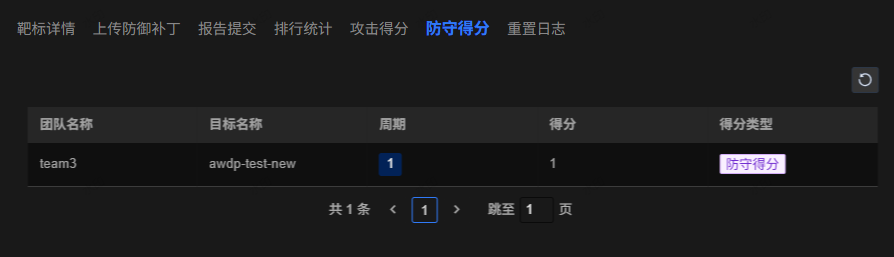 靶标详情 上传防御补丁 报告提交 排行统计 攻击得分 防守得分 重置日志
团队名称 目标名称 周期 得分 得分类型
team3 awdp-test-new 1 1 防守得分
共 1 条 1 跳至 1 页